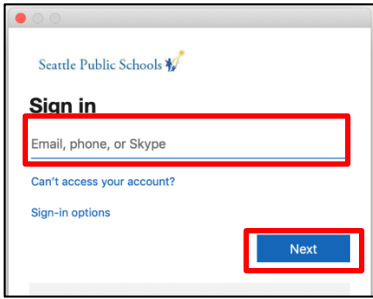 Seattle Public Schools
Sign in
Email, phone, or Skype
Can't access your account?
Sign-in options
Next